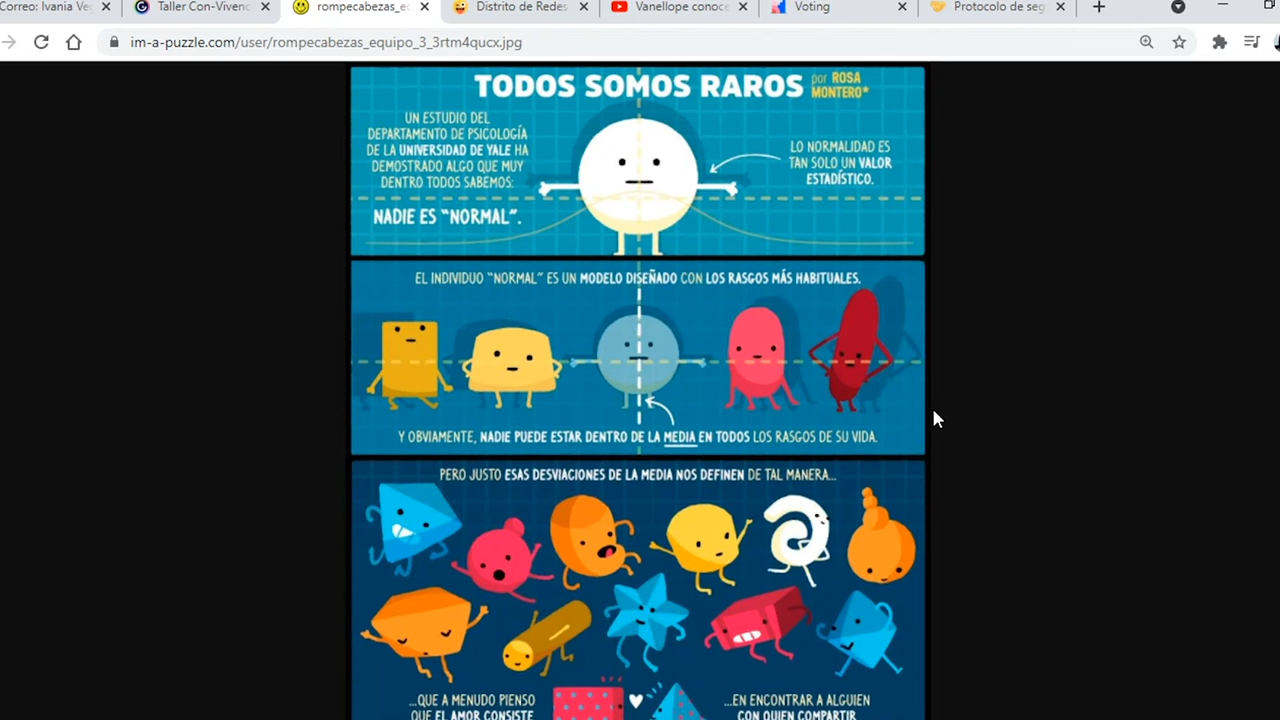 Correo: Ivania Ve
Taller Con-Vivenc
rompecabezas_ec
Distrito de Redes
Vanellope conoce
Voting
Protocolo de seg
im-a-puzzle.com/user/rompecabezas_equipo_3_3rtm4qucx.jpg
TODOS SOMOS RAROS
por ROSA
MONTERO*
UN ESTUDIO DEL
DEPARTAMENTO DE PSICOLOGÍA
DE LA UNIVERSIDAD DE YALE HA
DEMOSTRADO ALGO QUE MUY
DENTRO TODOS SABEMOS:
NADIE ES “NORMAL”.
LO NORMALIDAD ES
TAN SOLO UN VALOR
ESTADÍSTICO.
EL INDIVIDUO “NORMAL” ES UN MODELO DISEÑADO CON LOS RASGOS MÁS HABITUALES.
Y OBVIAMENTE, NADIE PUEDE ESTAR DENTRO DE LA MEDIA EN TODOS LOS RASGOS DE SU VIDA.
PERO JUSTO ESAS DESVIACIONES DE LA MEDIA NOS DEFINEN DE TAL MANERA...
...QUE A MENUDO PIENSO
QUE EL AMOR CONSISTE
...EN ENCONTRAR A ALGUIEN
CON QUIEN COMPARTIR